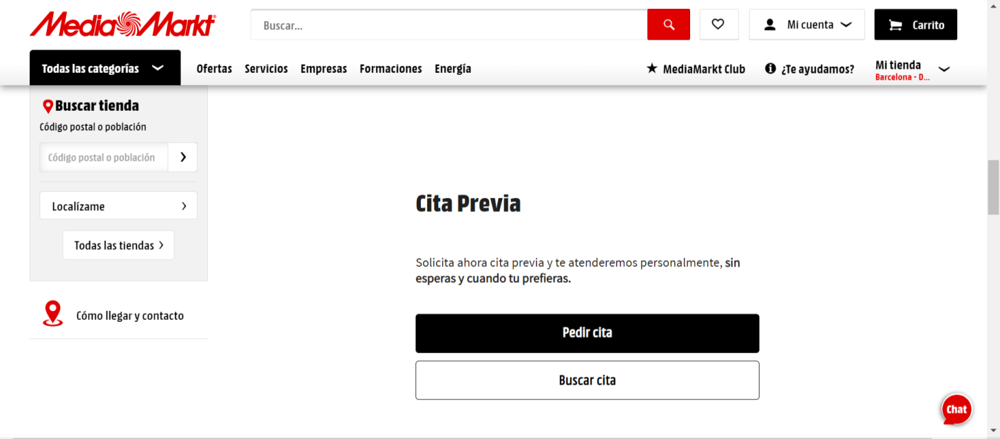 MediaMarkt
Buscar...
Mi cuenta
Carrito
Todas las categorías
Ofertas
Servicios
Empresas
Formaciones
Energía
MediaMarkt Club
¿Te ayudamos?
Mi tienda
Barcelona - D...
Buscar tienda
Código postal o población
Código postal o población
Localízame
Todas las tiendas
Cómo llegar y contacto
Cita Previa
Solicita ahora cita previa y te atenderemos personalmente, sin
esperas y cuando tu prefieras.
Pedir cita
Buscar cita
Chat